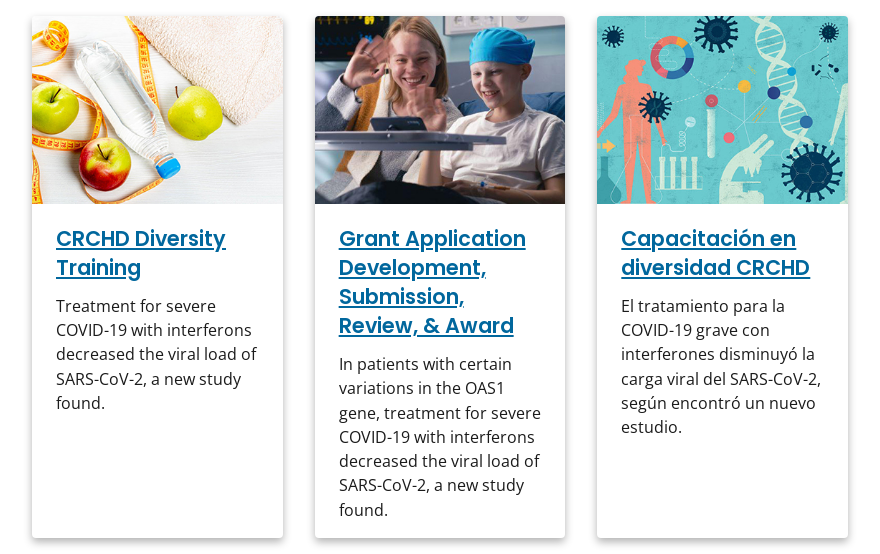 CRCHD Diversity
Training
Treatment for severe
COVID-19 with interferons
decreased the viral load of
SARS-CoV-2, a new study
found.
Grant Application
Development,
Submission,
Review, & Award
In patients with certain
variations in the OAS1
gene, treatment for severe
COVID-19 with interferons
decreased the viral load of
SARS-CoV-2, a new study
found.
Capacitación en
diversidad CRCHD
El tratamiento para la
COVID-19 grave con
interferones disminuyó la
carga viral del SARS-CoV-2,
según encontró un nuevo
estudio.